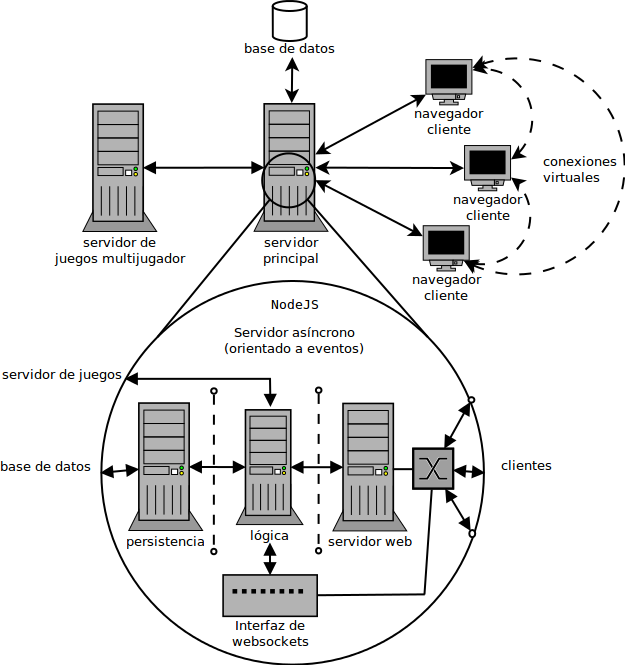 base de datos
navegador
cliente
conexiones
virtuales
navegador
cliente
servidor de
juegos multijugador
servidor
principal
navegador
cliente
NodeJS
Servidor asíncrono
(orientado a eventos)
servidor de juegos
base de datos
clientes
persistencia
lógica
servidor web
Interfaz de
websockets